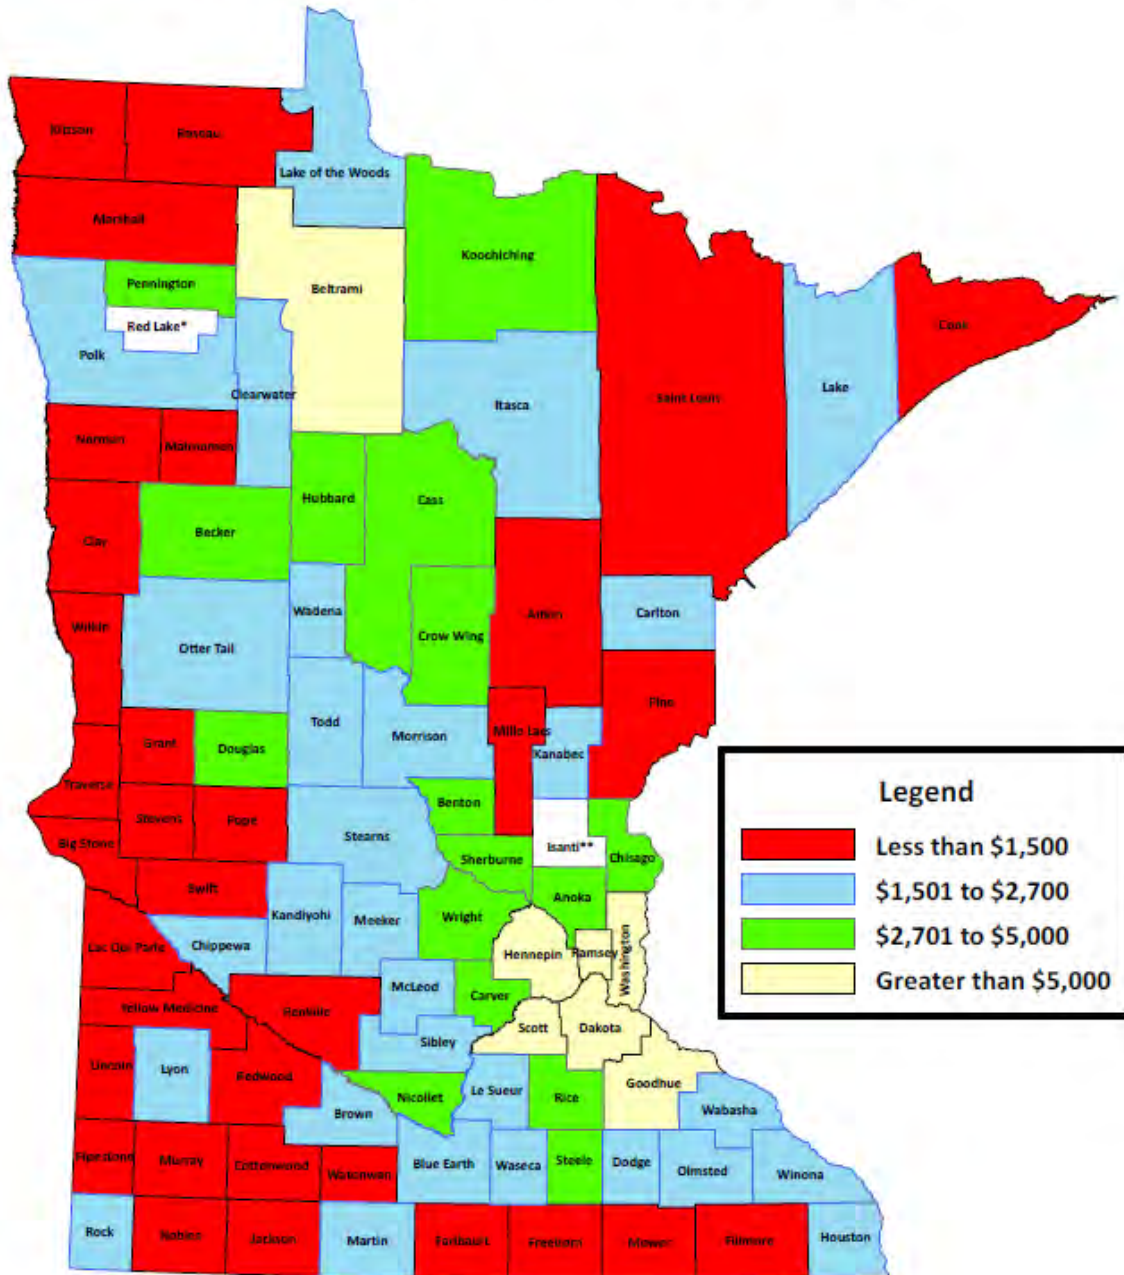 Kittson
Roseau
Lake of the Woods
Marshall
Koochiching
Pennington
Beltrami
Red Lake*
Cook
Polk
Lake
Clearwater
Saint Louis
Itasca
Norman
Mahnomen
Hubbard
Cass
Becker
Clay
Wadena
Aitkin
Carlton
Wilkin
Crow Wing
Otter Tail
Pine
Todd
Mille Lacs
Morrison
Grant
Douglas
Kanabec
Traverse
Benton
Stevens
Pope
Stearns
Big Stone
Isanti**
Sherburne
Chisago
Swift
Anoka
Kandiyohi
Meeker
Wright
Chippewa
Lac Qui Parle
Hennepin
Ramsey
Washington
McLeod
Carver
Yellow Medicine
Renville
Scott
Dakota
Sibley
Lincoln
Lyon
Redwood
Le Sueur
Goodhue
Nicollet
Rice
Brown
Wabasha
Pipestone
Murray
Cottonwood
Watonwan
Blue Earth
Waseca
Steele
Dodge
Olmsted
Winona
Rock
Nobles
Jackson
Martin
Faribault
Freeborn
Mower
Fillmore
Houston
Legend
Less than $1,500
$1,501 to $2,700
$2,701 to $5,000
Greater than $5,000